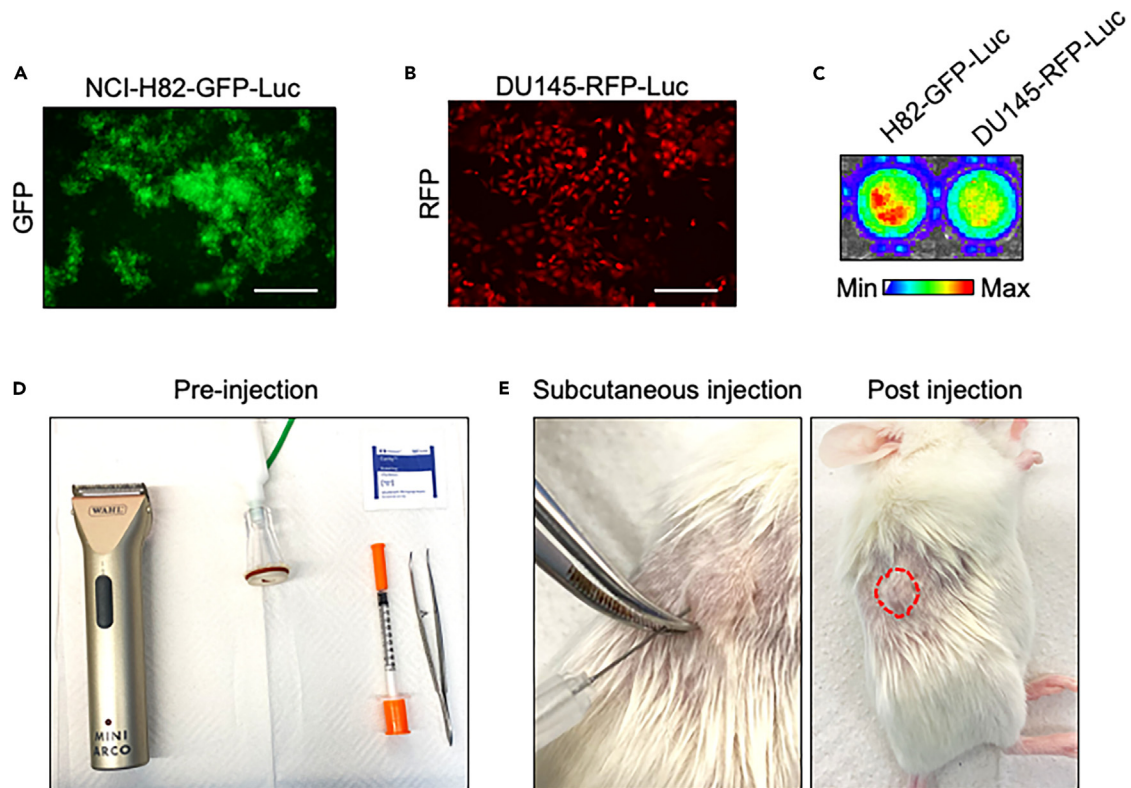 A
NCI-H82-GFP-Luc
GFP
B
DU145-RFP-Luc
RFP
C
H82-GFP-Luc
DU145-RFP-Luc
Min
Max
D
Pre-injection
WAHL
MINI
ARCO
E
Subcutaneous injection
Post injection